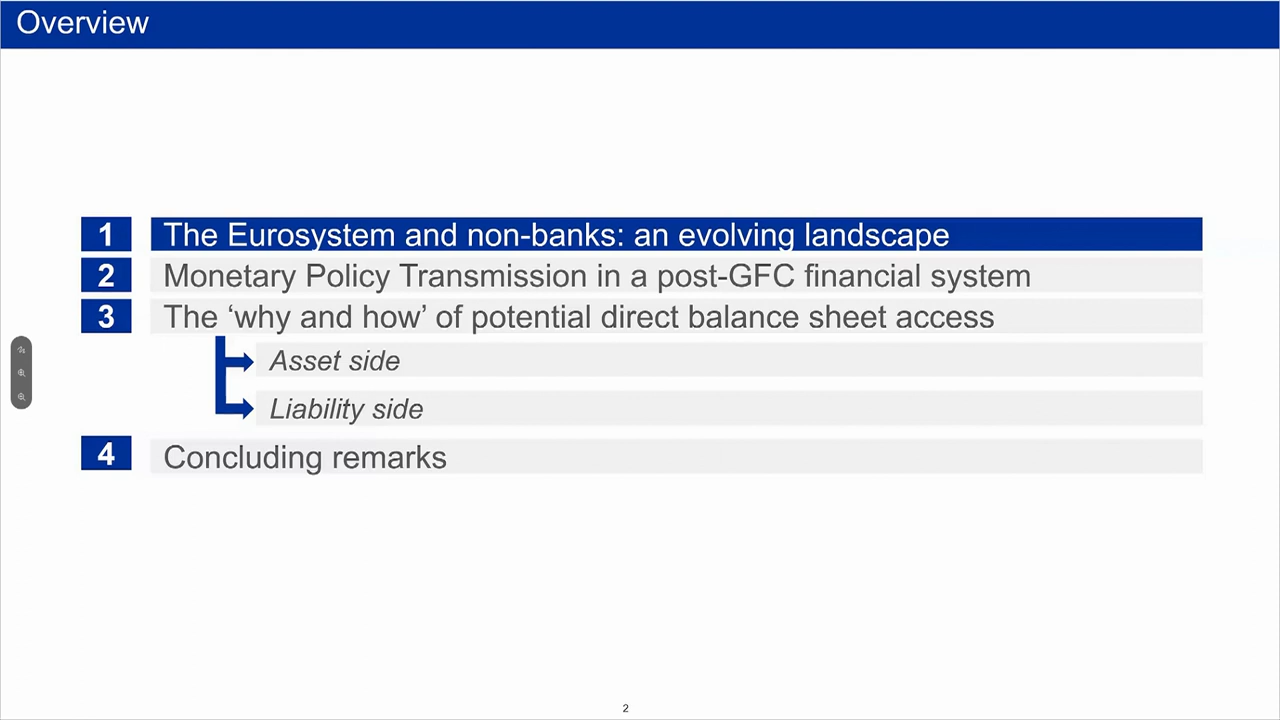 Overview
1 The Eurosystem and non-banks: an evolving landscape
2 Monetary Policy Transmission in a post-GFC financial system
3 The ‘why and how’ of potential direct balance sheet access
Asset side
Liability side
4 Concluding remarks
2